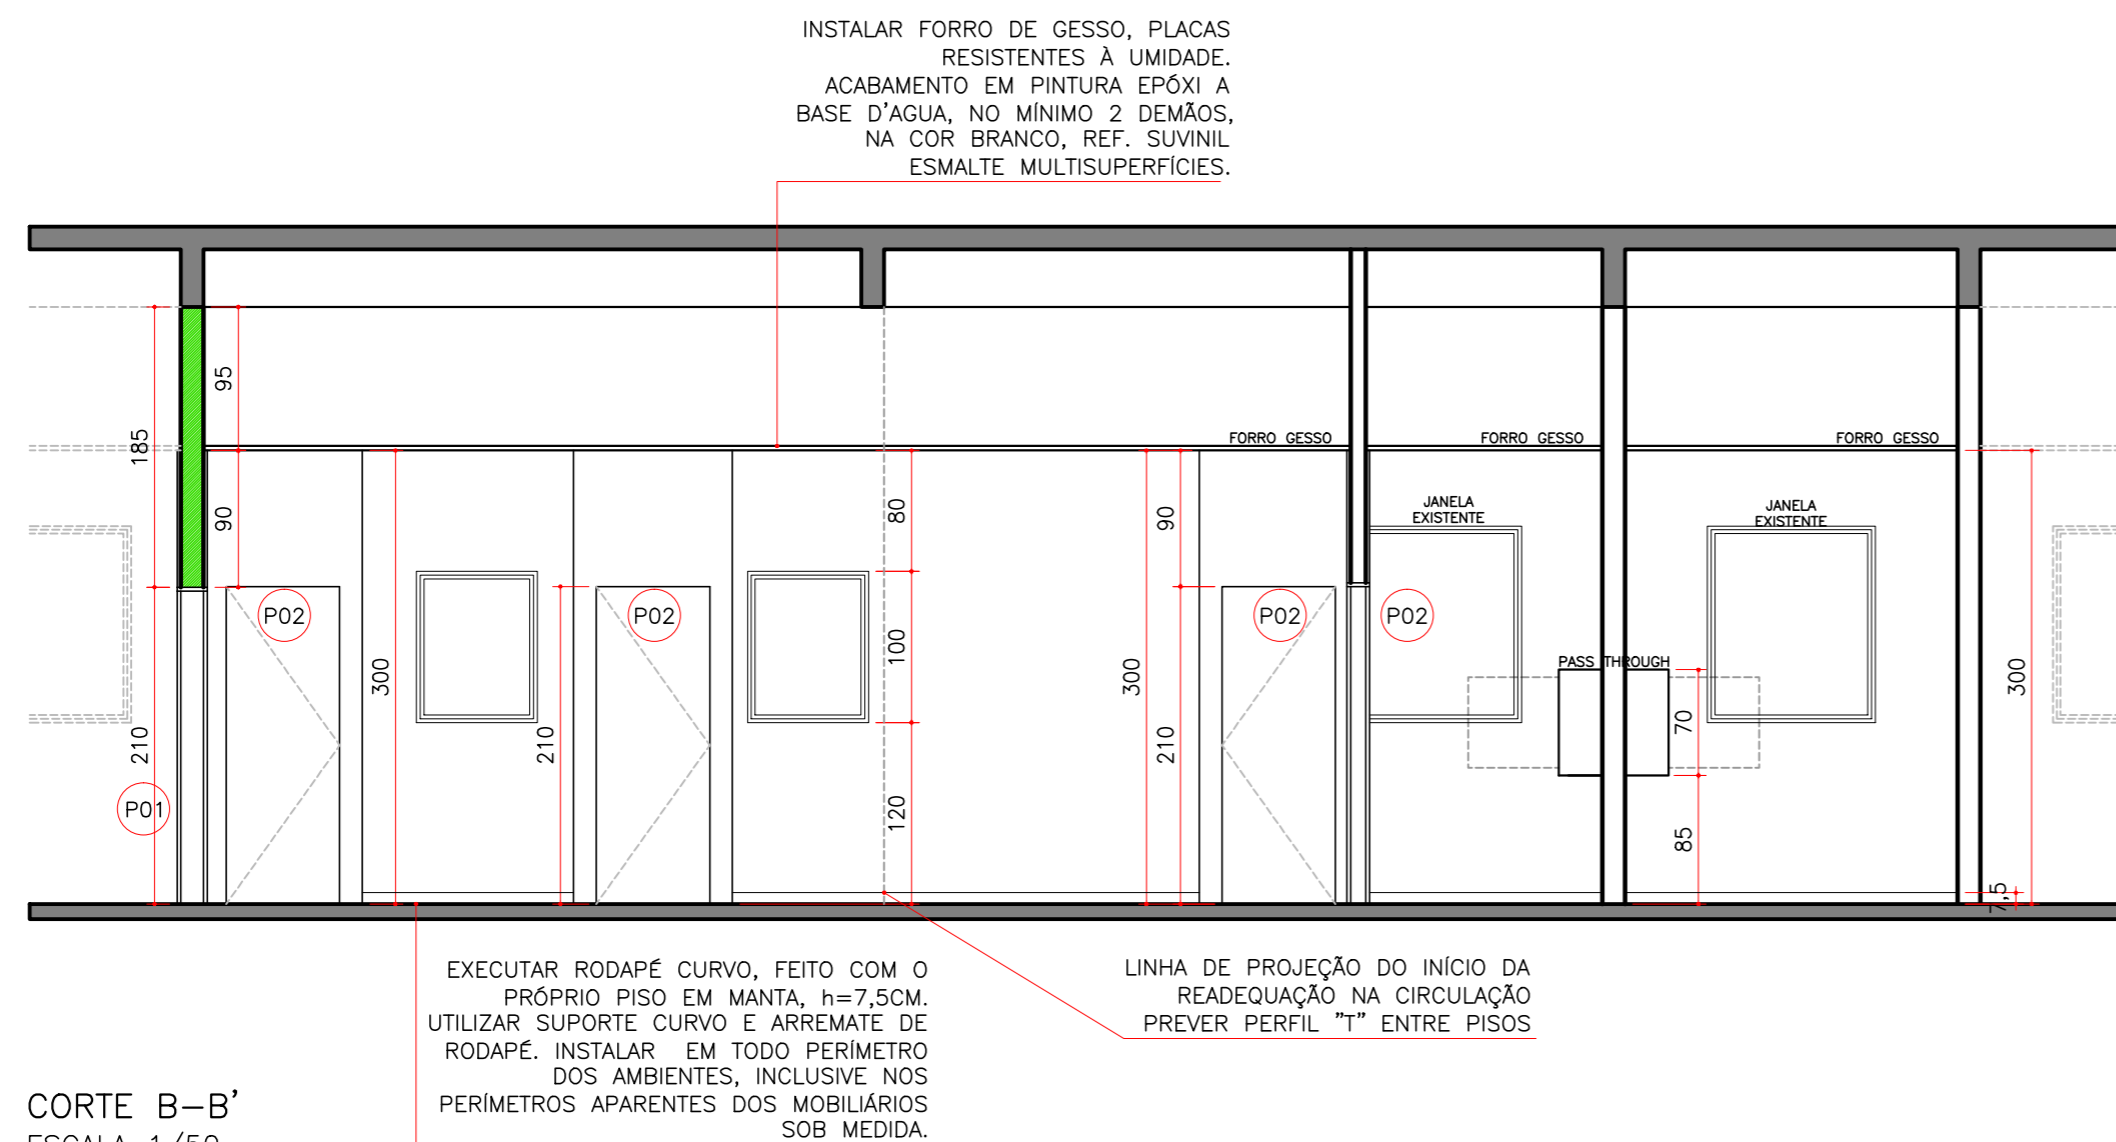 INSTALAR FORRO DE GESSO, PLACAS
RESISTENTES À UMIDADE.
ACABAMENTO EM PINTURA EPÓXI A
BASE D'AGUA, NO MÍNIMO 2 DEMÃOS,
NA COR BRANCO, REF. SUVINIL
ESMALTE MULTISUPERFÍCIES.
95
185
90
FORRO GESSO
FORRO GESSO
FORRO GESSO
80
90
JANELA
EXISTENTE
JANELA
EXISTENTE
P02
P02
P02
P02
100
300
300
300
PASS THROUGH
210
210
210
70
P01
120
85
7,5
EXECUTAR RODAPÉ CURVO, FEITO COM O
PRÓPRIO PISO EM MANTA, h=7,5CM.
UTILIZAR SUPORTE CURVO E ARREMATE DE
RODAPÉ. INSTALAR EM TODO PERÍMETRO
DOS AMBIENTES, INCLUSIVE NOS
PERÍMETROS APARENTES DOS MOBILIÁRIOS
SOB MEDIDA.
LINHA DE PROJEÇÃO DO INÍCIO DA
READEQUAÇÃO NA CIRCULAÇÃO
PREVER PERFIL "T" ENTRE PISOS
CORTE B-B'
ESCALA 1/50